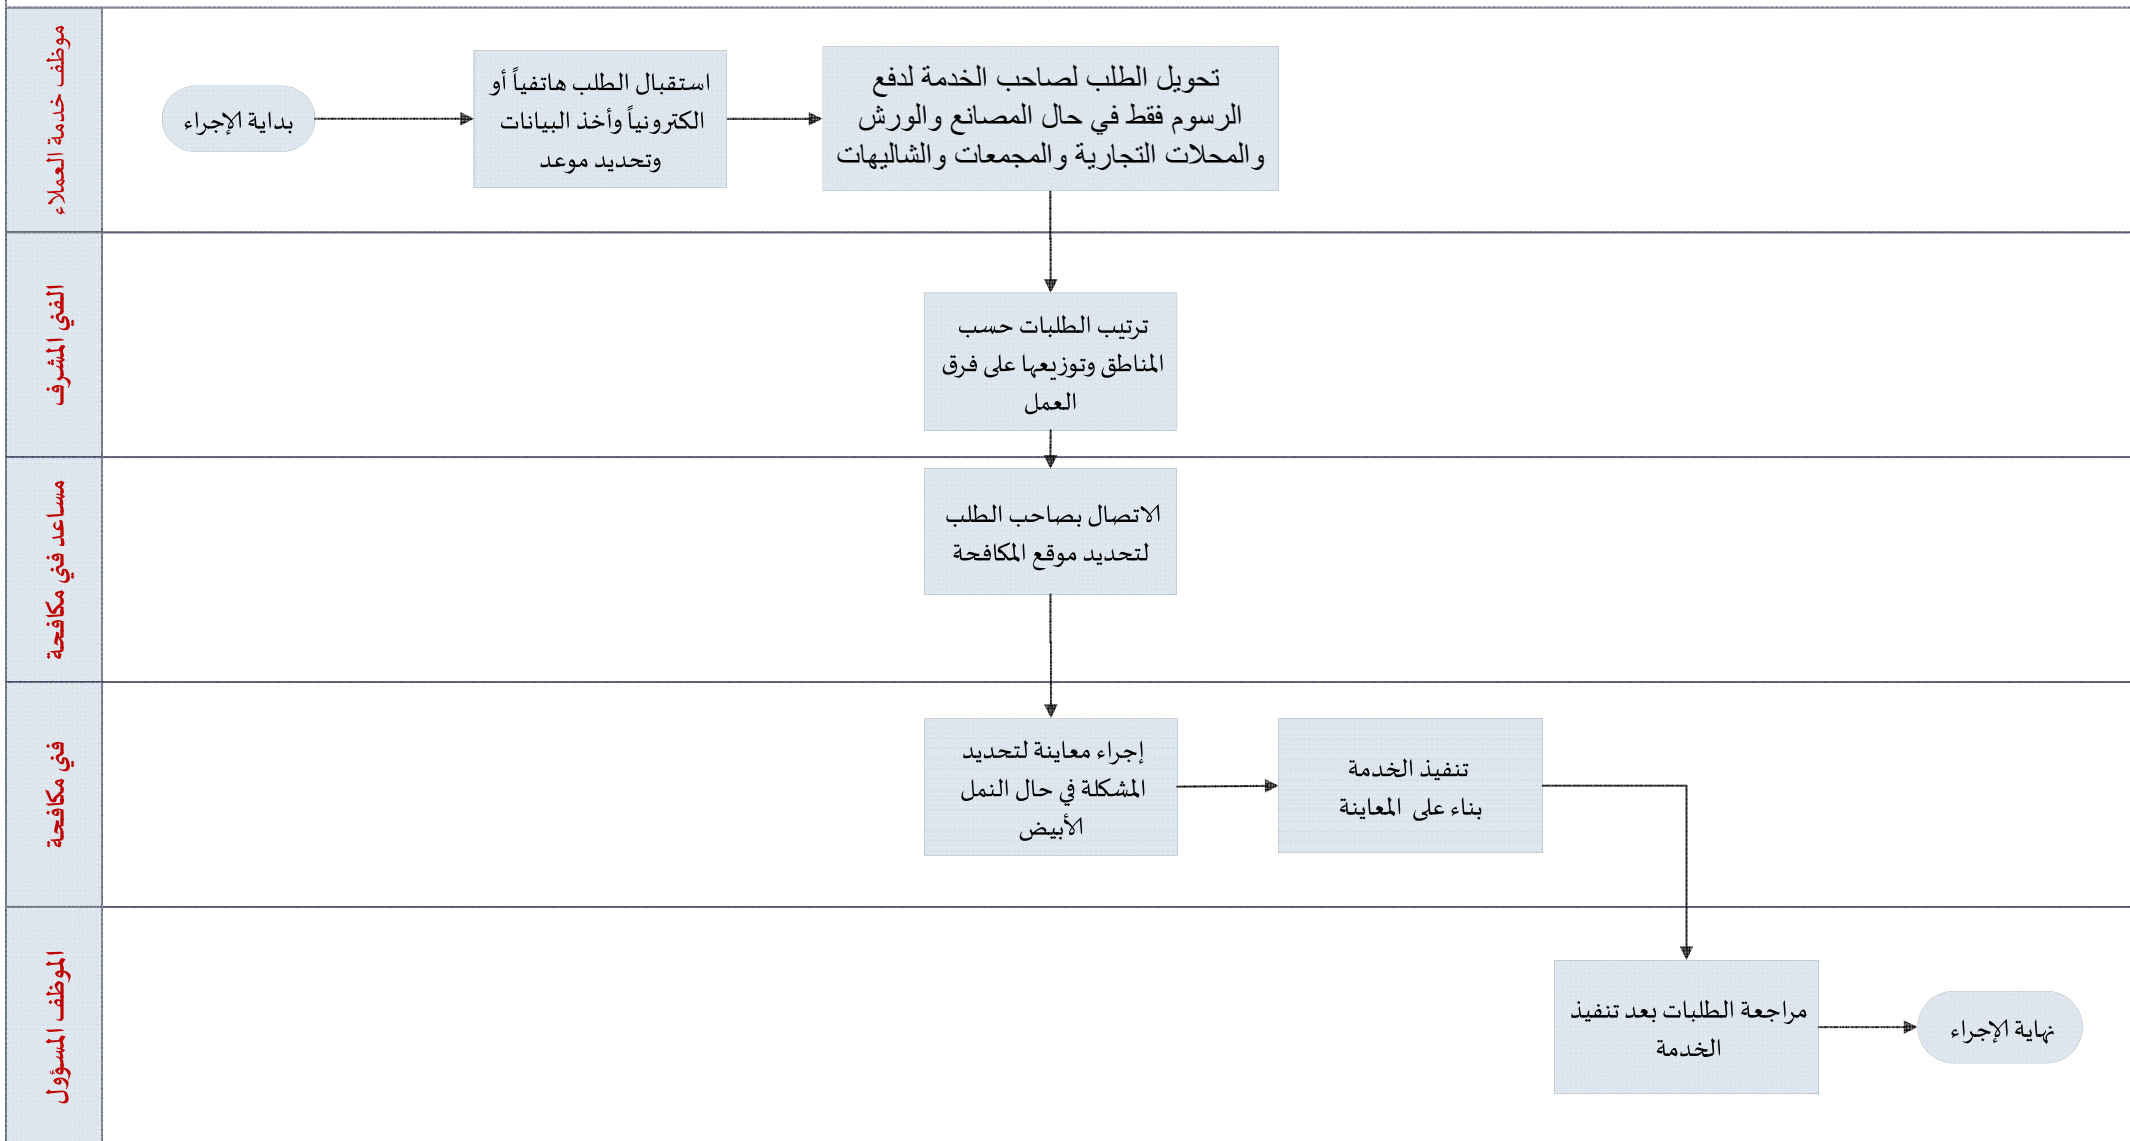 موظف خدمة العملاء
بداية الإجراء
استقبال الطلب هاتفياً أو
الكترونياً وأخذ البيانات
وتحديد موعد
تحويل الطلب لصاحب الخدمة لدفع
الرسوم فقط في حال المصانع والورش
والمحلات التجارية والمجمعات والشاليهات
الفني المشرف
ترتيب الطلبات حسب
المناطق وتوزيعها على فرق
العمل
مساعد فني مكافحة
الاتصال بصاحب الطلب
لتحديد موقع المكافحة
فني مكافحة
إجراء معاينة لتحديد
المشكلة في حال النمل
الأبيض
تنفيذ الخدمة
بناء على المعاينة
الموظف المسؤول
مراجعة الطلبات بعد تنفيذ
الخدمة
نهاية الإجراء